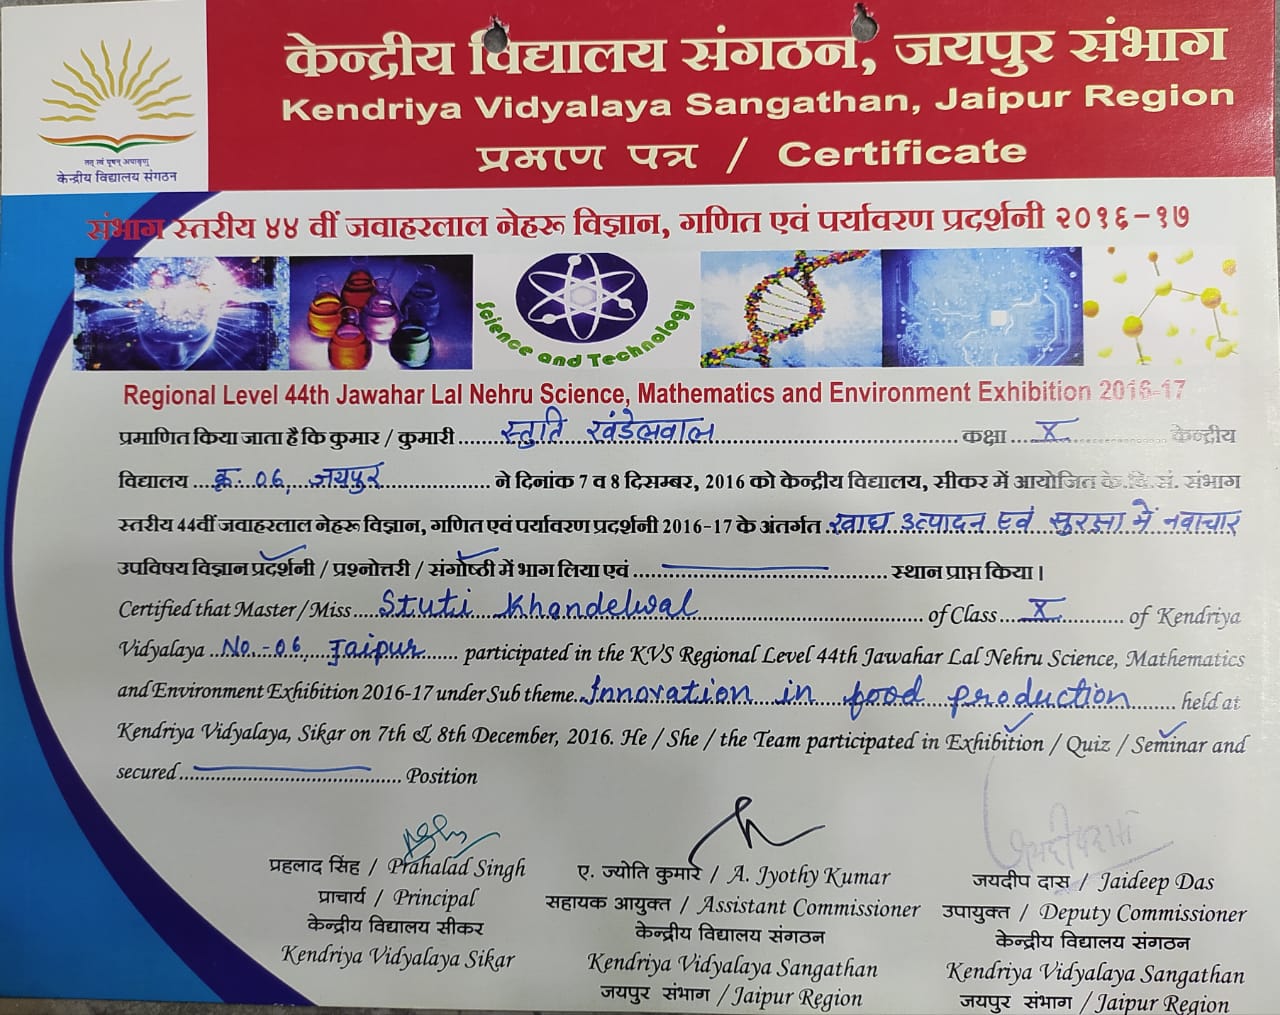 केन्द्रीय विद्यालय संगठन, जयपुर संभाग
Kendriya Vidyalaya Sangathan, Jaipur Region
प्रमाण पत्र / Certificate
तत् त्वं पूषन् अपावृणु
केन्द्रीय विद्यालय संगठन
संभाग स्तरीय ४४ वीं जवाहरलाल नेहरू विज्ञान, गणित एवं पर्यावरण प्रदर्शनी २०१६-१७
Science and Technology
Regional Level 44th Jawahar Lal Nehru Science, Mathematics and Environment Exhibition 2016-17
प्रमाणित किया जाता है कि कुमार / कुमारी स्तुति खंडेलवाल कक्षा X केन्द्रीय
विद्यालय क्र. 06, जयपुर ने दिनांक 7 व 8 दिसम्बर, 2016 को केन्द्रीय विद्यालय, सीकर में आयोजित के.वि.सं. संभाग
स्तरीय 44वीं जवाहरलाल नेहरू विज्ञान, गणित एवं पर्यावरण प्रदर्शनी 2016-17 के अंतर्गत खाद्य उत्पादन एवं सुरक्षा में नवाचार
उपविषय विज्ञान प्रदर्शनी / प्रश्नोत्तरी / संगोष्ठी में भाग लिया एवं ............ स्थान प्राप्त किया।
Certified that Master/Miss Stuti Khandelwal of Class X of Kendriya
Vidyalaya No.-06, Jaipur participated in the KVS Regional Level 44th Jawahar Lal Nehru Science, Mathematics
and Environment Exhibition 2016-17 under Sub theme Innovation in food production held at
Kendriya Vidyalaya, Sikar on 7th & 8th December, 2016. He / She / the Team participated in Exhibition / Quiz / Seminar and
secured ............ Position
प्रहलाद सिंह / Prahalad Singh
प्राचार्य / Principal
केन्द्रीय विद्यालय सीकर
Kendriya Vidyalaya Sikar
ए. ज्योति कुमार / A. Jyothy Kumar
सहायक आयुक्त / Assistant Commissioner
केन्द्रीय विद्यालय संगठन
Kendriya Vidyalaya Sangathan
जयपुर संभाग / Jaipur Region
जयदीप दास / Jaideep Das
उपायुक्त / Deputy Commissioner
केन्द्रीय विद्यालय संगठन
Kendriya Vidyalaya Sangathan
जयपुर संभाग / Jaipur Region